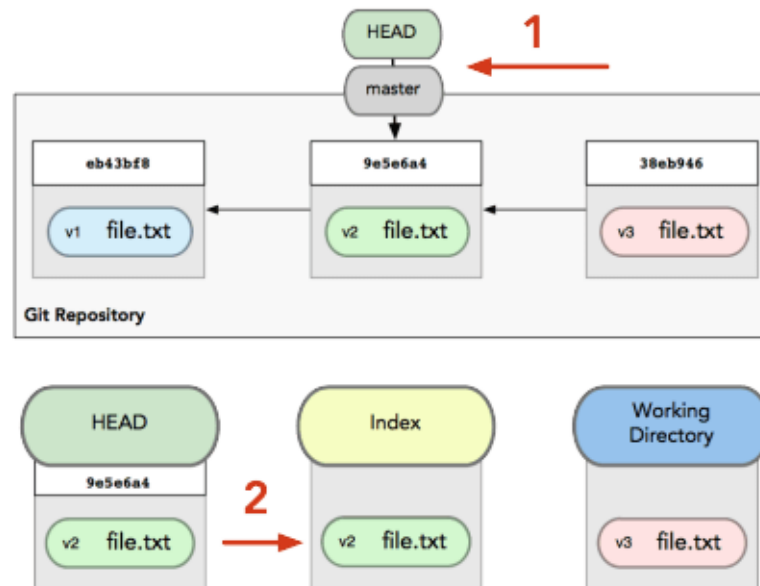 HEAD
1
master
eb43bf8
9e5e6a4
38eb946
v1 file.txt
v2 file.txt
v3 file.txt
Git Repository
HEAD
Index
Working
Directory
9e5e6a4
2
v2 file.txt
v2 file.txt
v3 file.txt